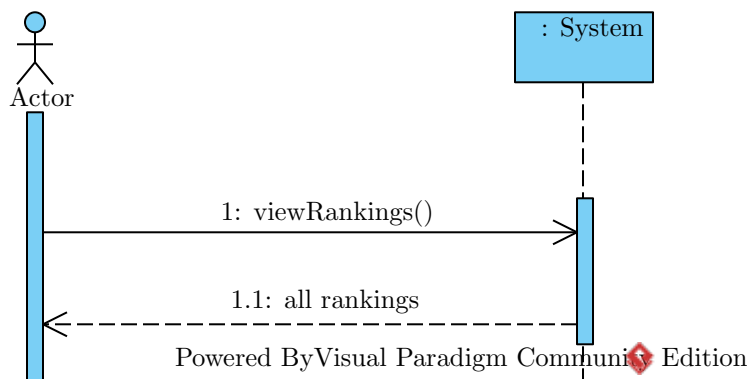 : System
Actor
1: viewRankings()
1.1: all rankings
Powered ByVisual Paradigm Community Edition